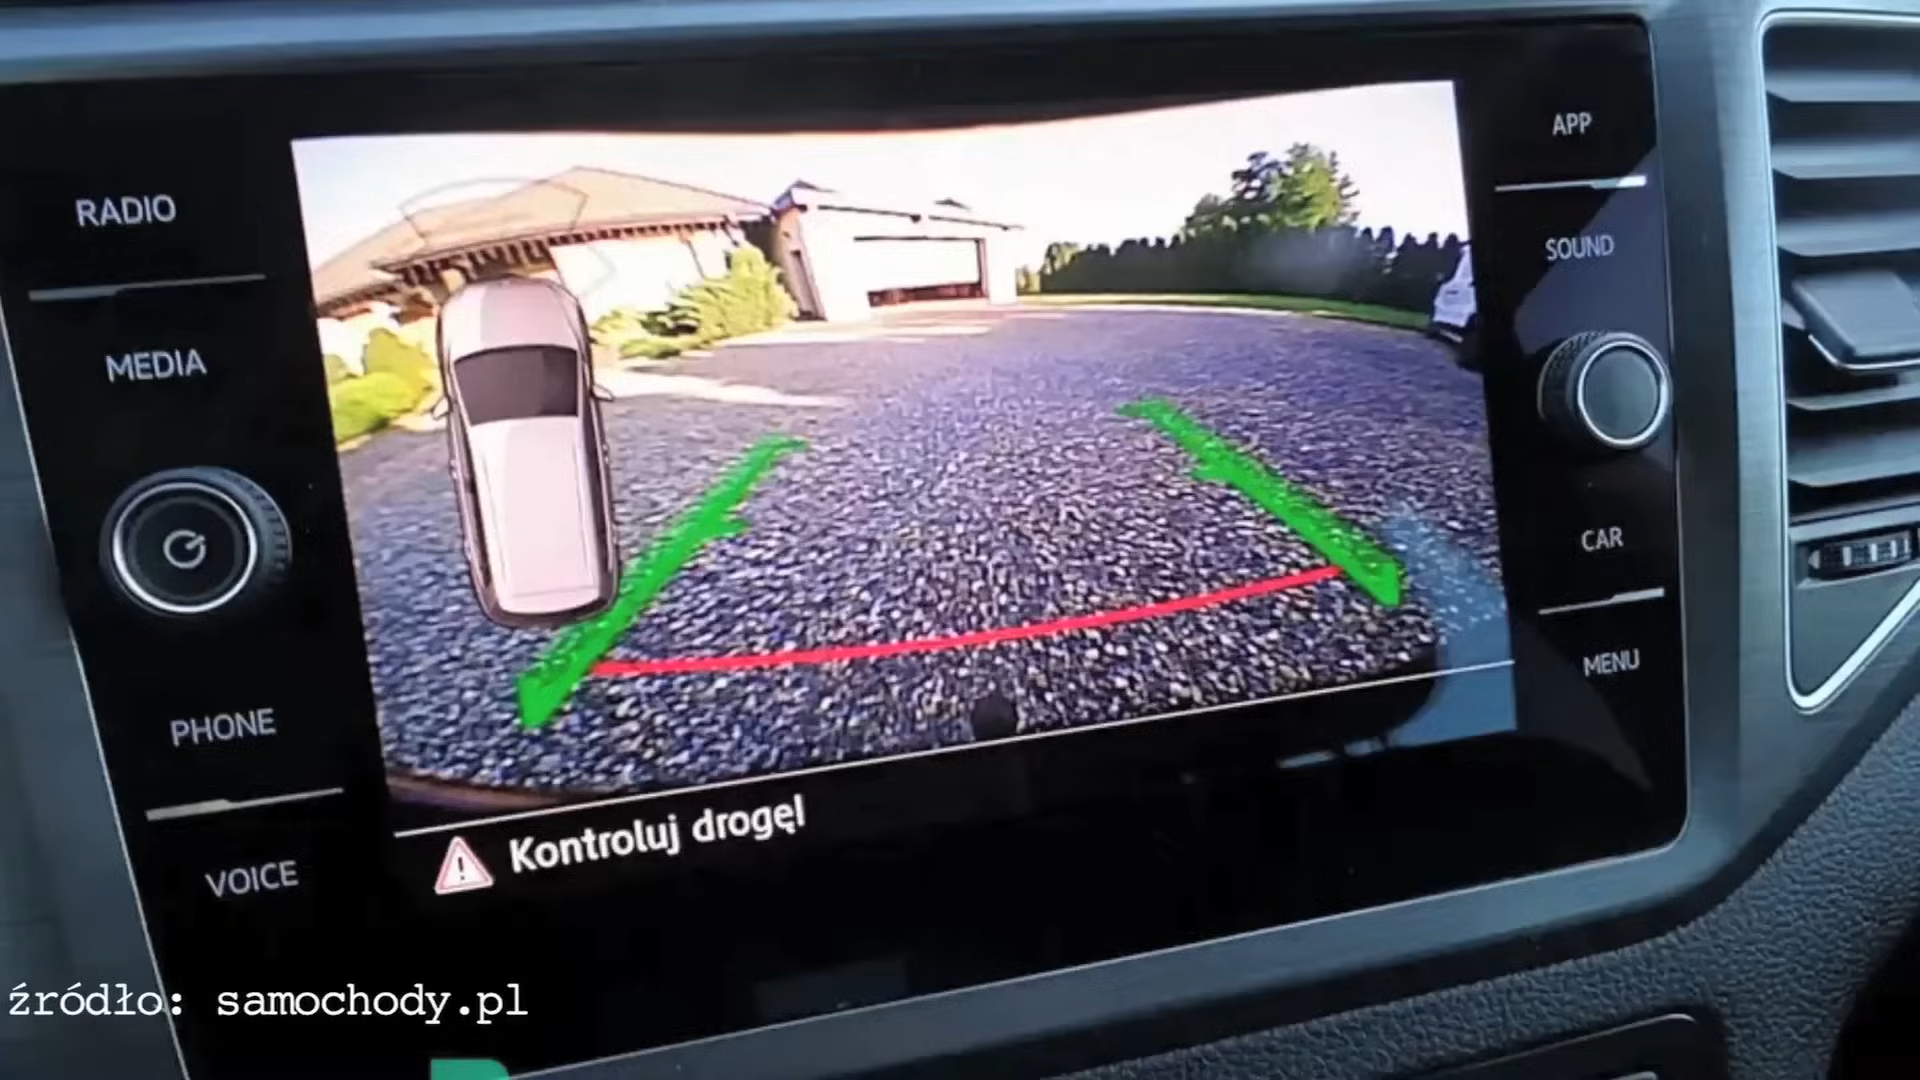 RADIO
MEDIA
PHONE
VOICE
APP
SOUND
CAR
MENU
Kontroluj drogę!
źródło: samochody.pl